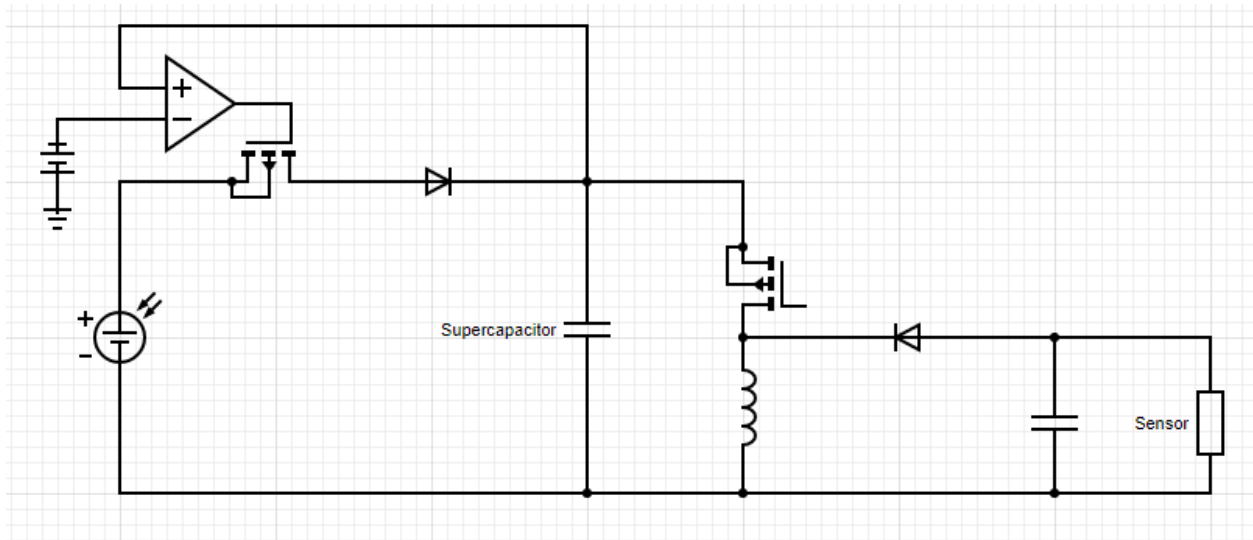 +
−
+
−
Supercapacitor
Sensor